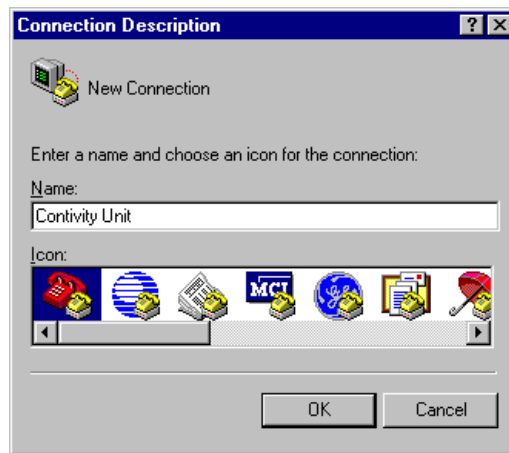 Connection Description
New Connection
Enter a name and choose an icon for the connection:
Name:
Contivity Unit
Icon:
MCI
OK Cancel